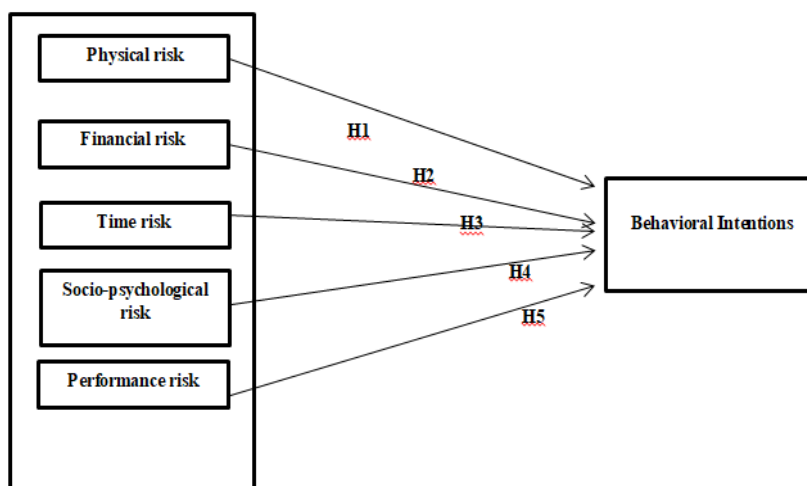 Physical risk
H1
Financial risk
H2
Time risk
H3
Behavioral Intentions
Socio-psychological
risk
H4
Performance risk
H5